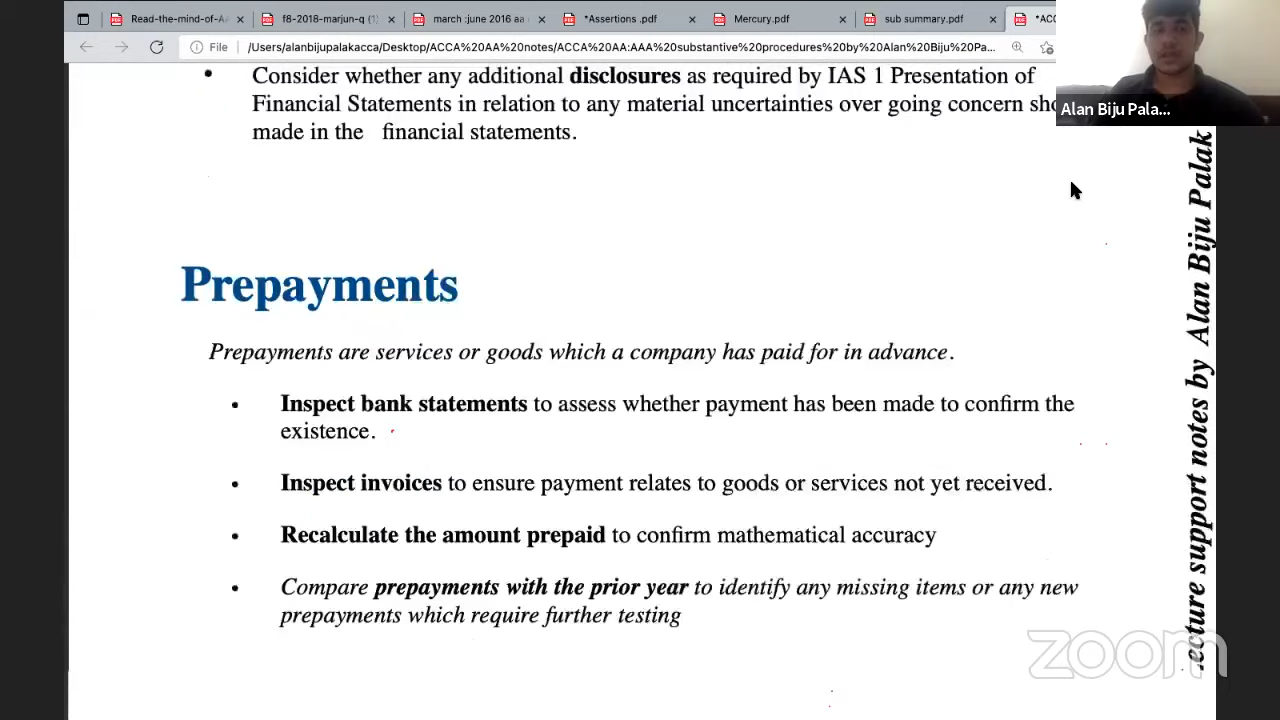 Read-the-mind-of-A
f8-2018-marjun-q (1)
march :june 2016 aa
*Assertions .pdf
Mercury.pdf
sub summary.pdf
*ACC
File
/Users/alanbijupalakacca/Desktop/ACCA%20AA%20notes/ACCA%20AA:AAA%20substantive%20procedures%20by%20Alan%20Biju%20Pa...
Alan Biju Pala...
• Consider whether any additional disclosures as required by IAS 1 Presentation of
Financial Statements in relation to any material uncertainties over going concern sho
made in the financial statements.
Prepayments
Prepayments are services or goods which a company has paid for in advance.
• Inspect bank statements to assess whether payment has been made to confirm the
existence.
• Inspect invoices to ensure payment relates to goods or services not yet received.
• Recalculate the amount prepaid to confirm mathematical accuracy
• Compare prepayments with the prior year to identify any missing items or any new
prepayments which require further testing
ecture support notes by Alan Biju Palak
zoom